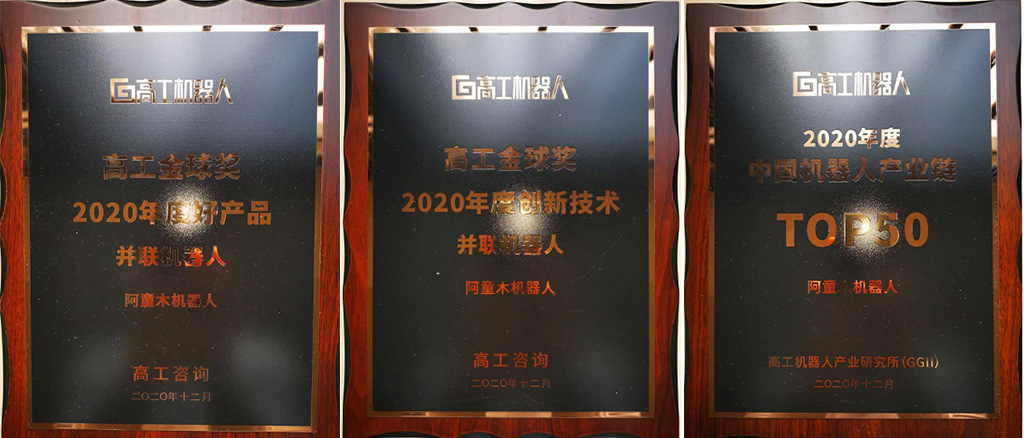 高工机器人
高工金球奖
2020年度好产品
并联机器人
阿童木机器人
高工咨询
二〇二〇年十二月
高工机器人
高工金球奖
2020年度创新技术
并联机器人
阿童木机器人
高工咨询
二〇二〇年十二月
高工机器人
2020年度
中国机器人产业链
TOP50
阿童木机器人
高工机器人产业研究所(GGII)
二〇二〇年十二月